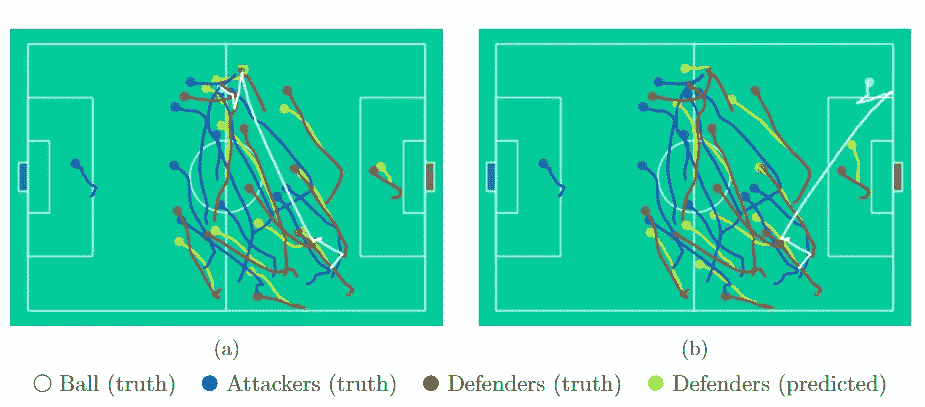 (a)
(b)
Ball (truth) Attackers (truth) Defenders (truth) Defenders (predicted)